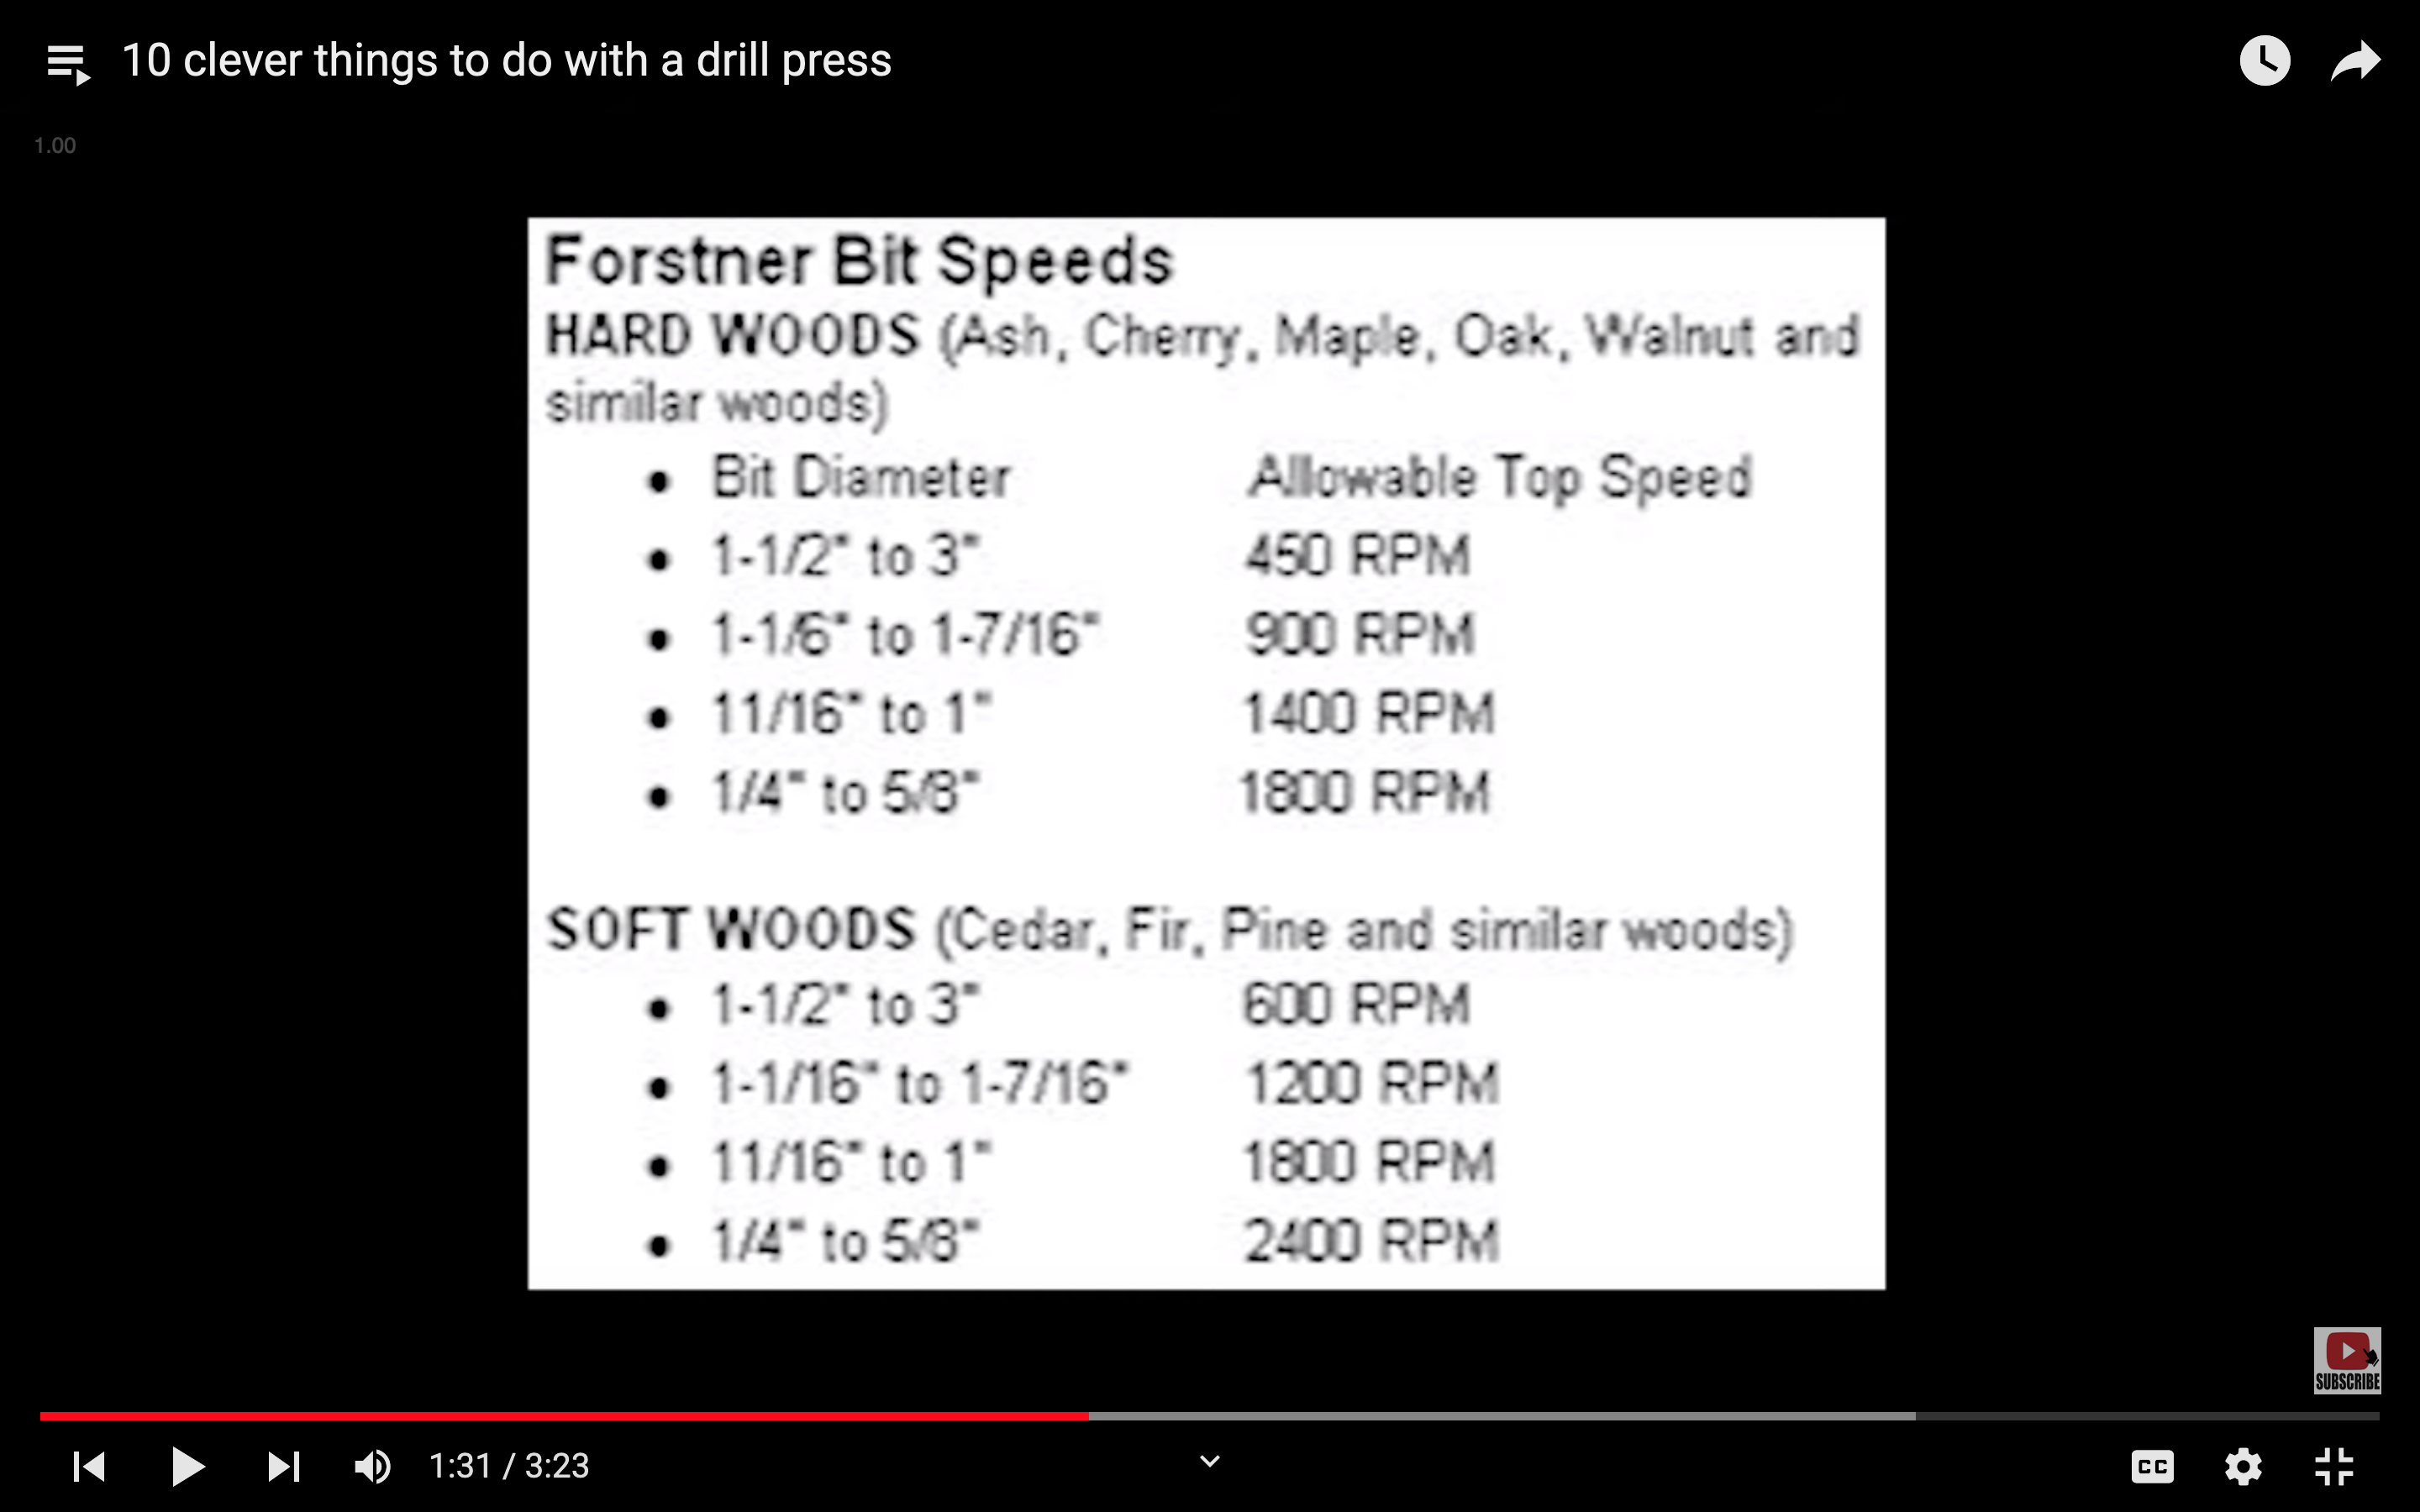 10 clever things to do with a drill press
1.00
Forstner Bit Speeds
HARD WOODS (Ash, Cherry, Maple, Oak, Walnut and
similar woods)
• Bit Diameter Allowable Top Speed
• 1-1/2" to 3" 450 RPM
• 1-1/6" to 1-7/16" 900 RPM
• 11/16" to 1" 1400 RPM
• 1/4" to 5/8" 1800 RPM
SOFT WOODS (Cedar, Fir, Pine and similar woods)
• 1-1/2" to 3" 600 RPM
• 1-1/16" to 1-7/16" 1200 RPM
• 11/16" to 1" 1800 RPM
• 1/4" to 5/8" 2400 RPM
SUBSCRIBE
1:31 / 3:23
CC